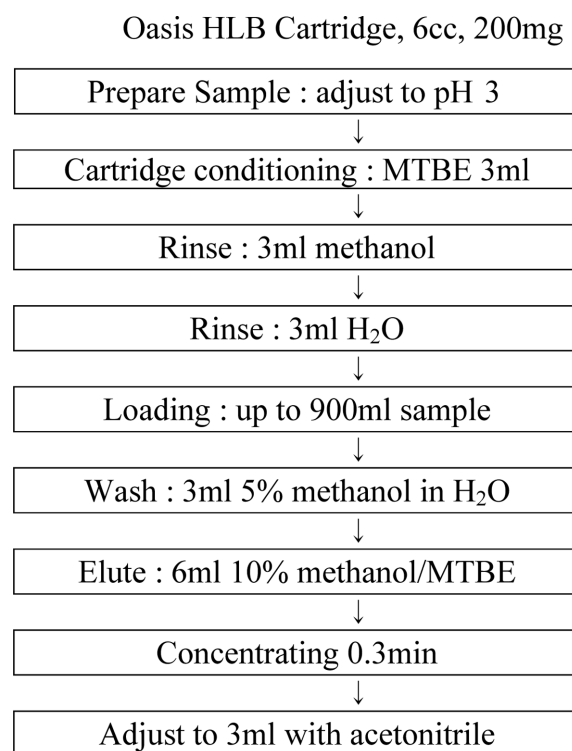 Oasis HLB Cartridge, 6cc, 200mg
Prepare Sample : adjust to pH 3
↓
Cartridge conditioning : MTBE 3ml
↓
Rinse : 3ml methanol
↓
Rinse : 3ml H₂O
↓
Loading : up to 900ml sample
↓
Wash : 3ml 5% methanol in H₂O
↓
Elute : 6ml 10% methanol/MTBE
↓
Concentrating 0.3min
↓
Adjust to 3ml with acetonitrile